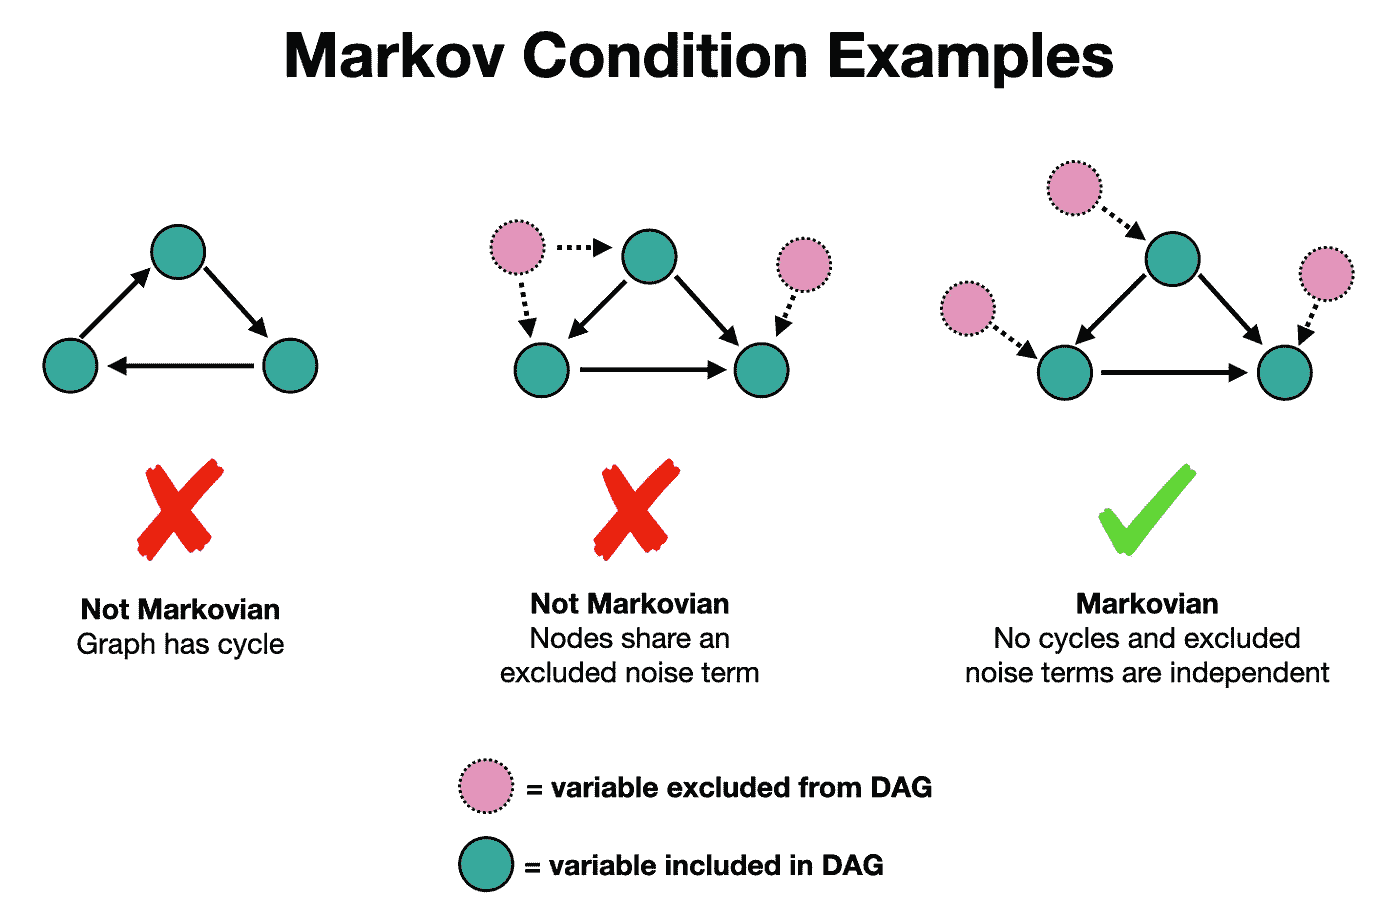 Markov Condition Examples
Not Markovian
Graph has cycle
Not Markovian
Nodes share an
excluded noise term
Markovian
No cycles and excluded
noise terms are independent
= variable excluded from DAG
= variable included in DAG